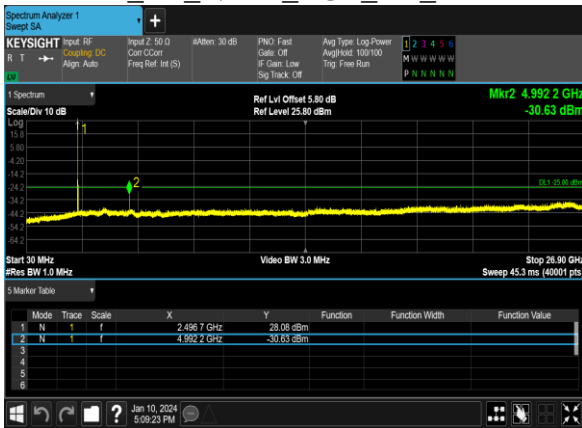 Spectrum Analyzer 1
Swept SA
KEYSIGHT
R T
LV
Input: RF
Coupling: DC
Align: Auto
Input Z: 50 Ω
Corr CCorr
Freq Ref: Int (S)
#Atten: 30 dB
PNO: Fast
Gate: Off
IF Gain: Low
Sig Track: Off
Avg Type: Log-Power
Avg|Hold: 100/100
Trig: Free Run
1 2 3 4 5 6
M W W W W W
P N N N N N
1 Spectrum
Scale/Div 10 dB
Log
Ref Lvl Offset 5.80 dB
Ref Level 25.80 dBm
Mkr2 4.992 2 GHz
-30.63 dBm
15.8
5.80
-4.20
-14.2
-24.2
-34.2
-44.2
-54.2
-64.2
1
2
DL1 -25.00 dBm
Start 30 MHz
#Res BW 1.0 MHz
Video BW 3.0 MHz
Stop 26.90 GHz
Sweep 45.3 ms (40001 pts
5 Marker Table
Mode Trace Scale X Y Function Function Width Function Value
1 N 1 f 2.496 7 GHz 28.08 dBm
2 N 1 f 4.992 2 GHz -30.63 dBm
3
4
5
6
?
Jan 10, 2024
5:09:23 PM